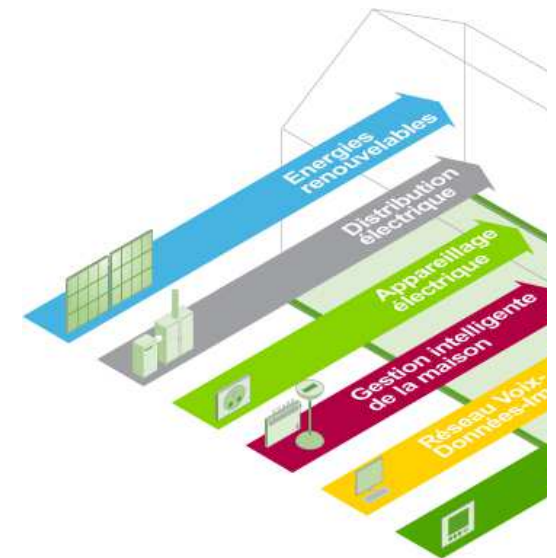 Energies
renouvelables
Distribution
électrique
Appareillage
électrique
Gestion intelligente
de la maison
Réseau Voix-
Données-Im